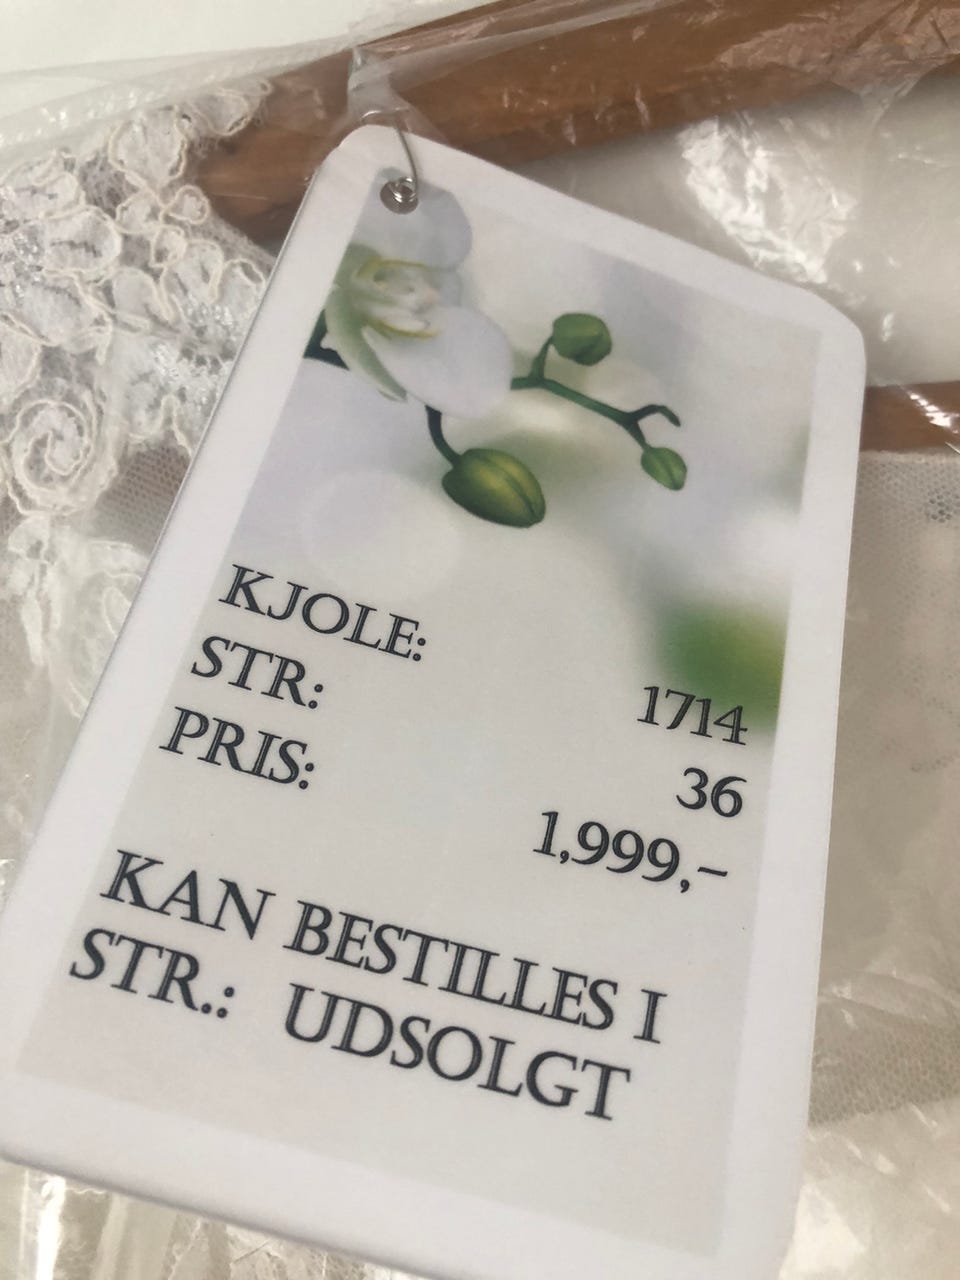 KJOLE: 1714
STR: 36
PRIS: 1,999,-
KAN BESTILLES I
STR.: UDSOLGT